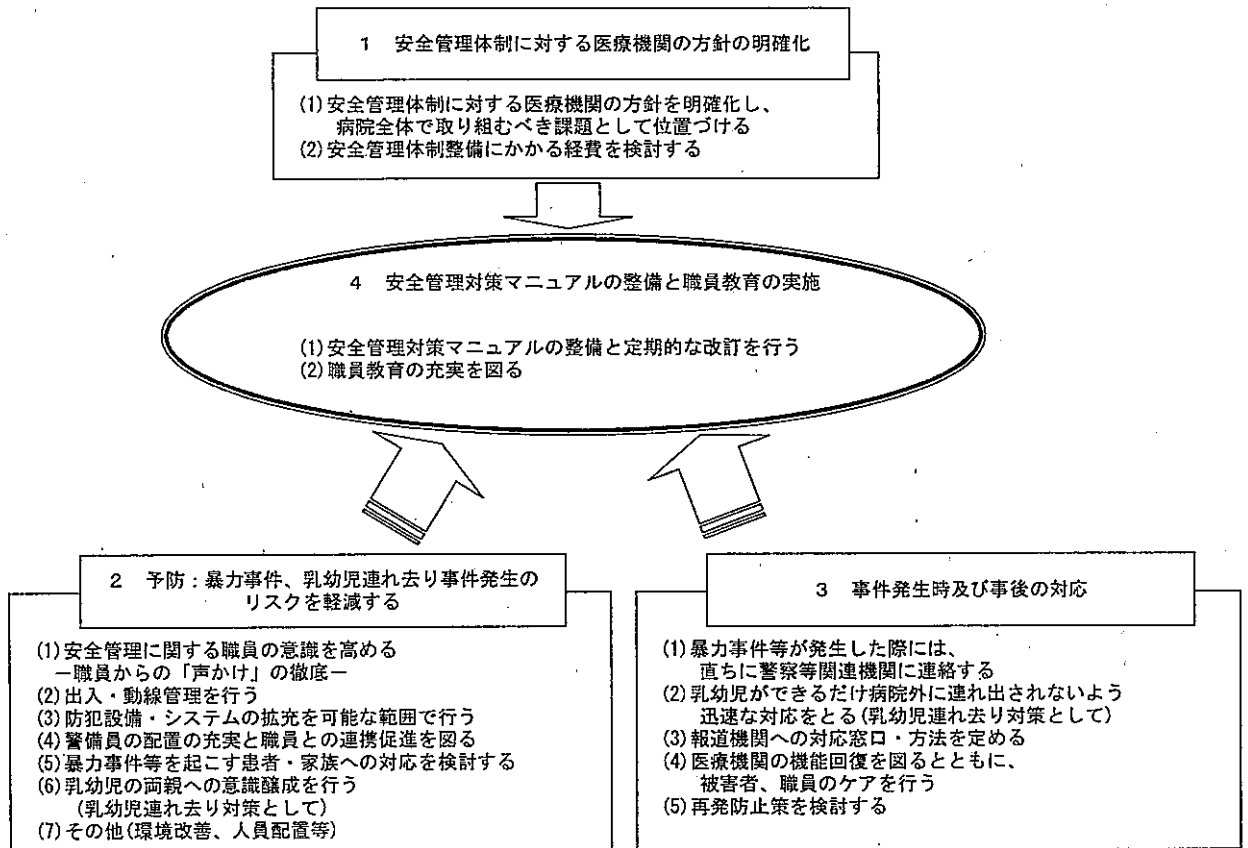 1 安全管理体制に対する医療機関の方針の明確化
(1)安全管理体制に対する医療機関の方針を明確化し、
病院全体で取り組むべき課題として位置づける
(2)安全管理体制整備にかかる経費を検討する
4 安全管理対策マニュアルの整備と職員教育の実施
(1)安全管理対策マニュアルの整備と定期的な改訂を行う
(2)職員教育の充実を図る
2 予防：暴力事件、乳幼児連れ去り事件発生の
リスクを軽減する
(1)安全管理に関する職員の意識を高める
－職員からの「声かけ」の徹底－
(2)出入・動線管理を行う
(3)防犯設備・システムの拡充を可能な範囲で行う
(4)警備員の配置の充実と職員との連携促進を図る
(5)暴力事件等を起こす患者・家族への対応を検討する
(6)乳幼児の両親への意識醸成を行う
(乳幼児連れ去り対策として)
(7)その他(環境改善、人員配置等)
3 事件発生時及び事後の対応
(1)暴力事件等が発生した際には、
直ちに警察等関連機関に連絡する
(2)乳幼児ができるだけ病院外に連れ出されないよう
迅速な対応をとる(乳幼児連れ去り対策として)
(3)報道機関への対応窓口・方法を定める
(4)医療機関の機能回復を図るとともに、
被害者、職員のケアを行う
(5)再発防止策を検討する